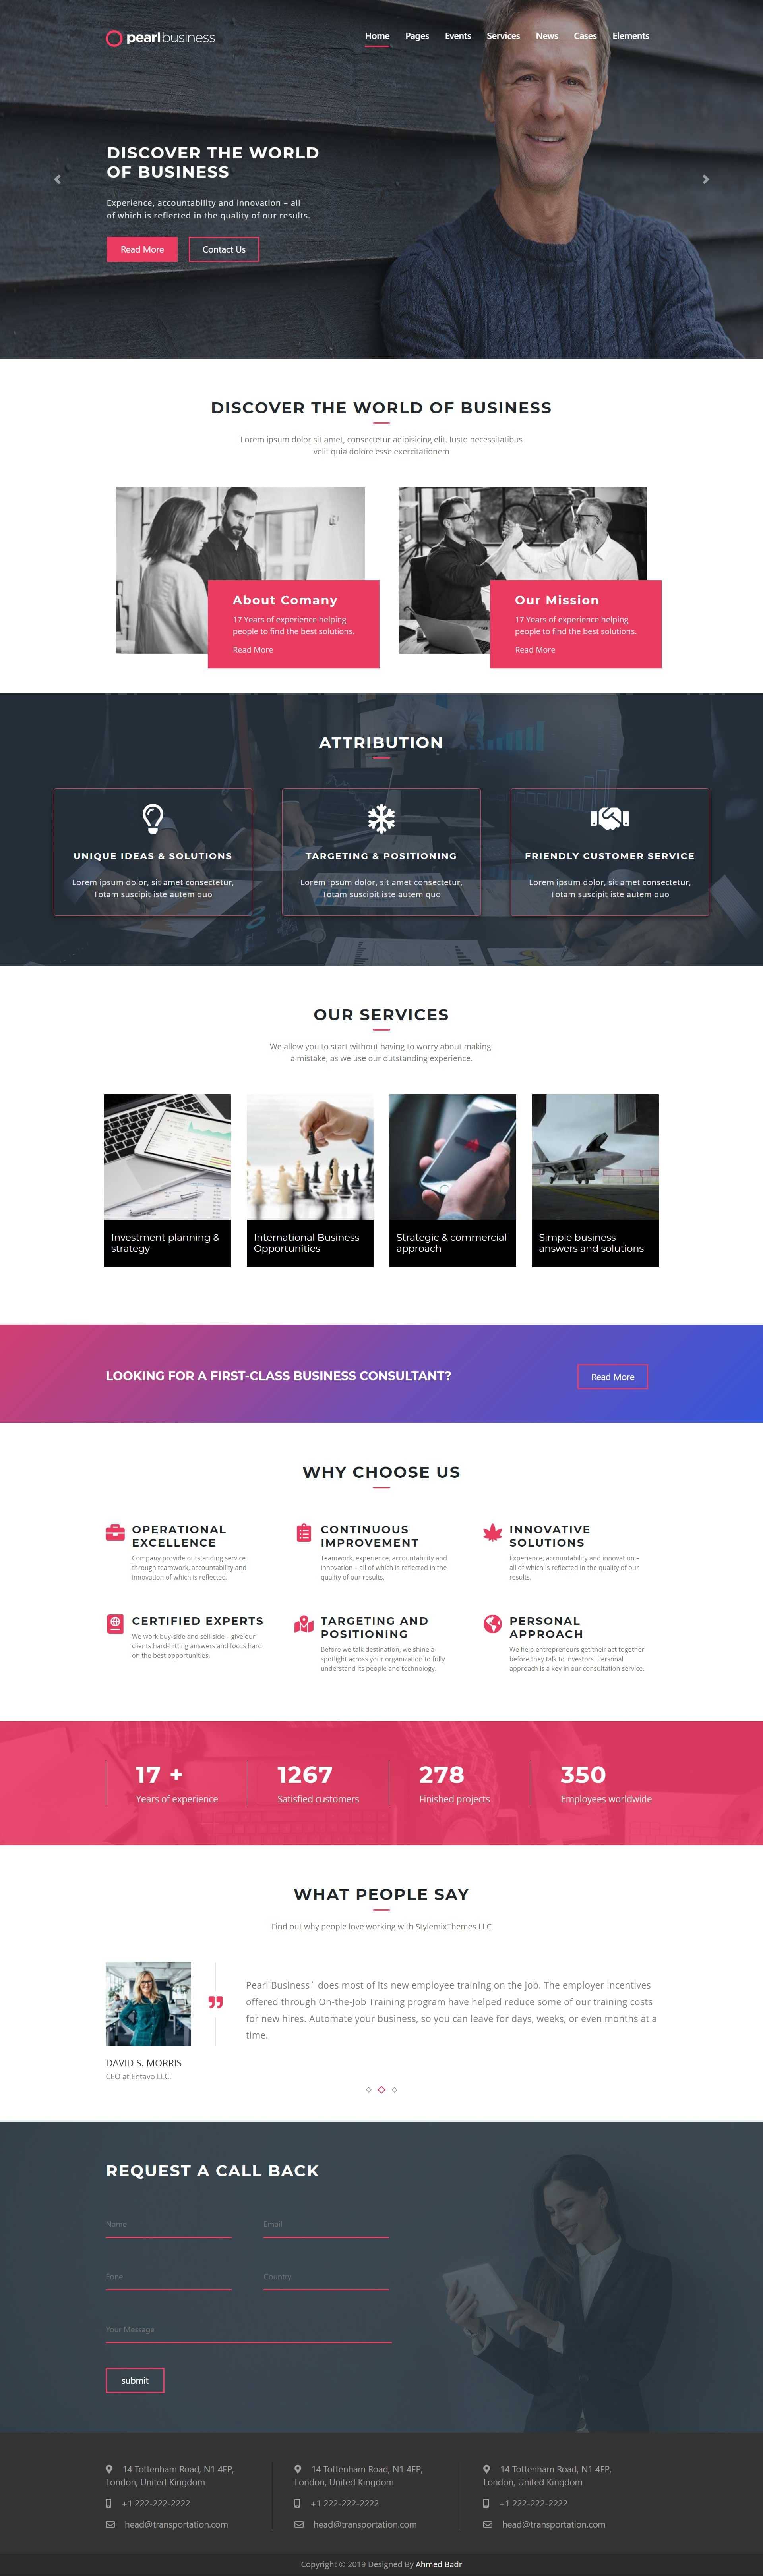 pearlbusiness
Home Pages Events Services News Cases Elements
DISCOVER THE WORLD
OF BUSINESS
Experience, accountability and innovation – all
of which is reflected in the quality of our results.
Read More Contact Us
DISCOVER THE WORLD OF BUSINESS
Lorem ipsum dolor sit amet, consectetur adipisicing elit. Iusto necessitatibus
velit quia dolore esse exercitationem
About Comany
17 Years of experience helping
people to find the best solutions.
Read More
Our Mission
17 Years of experience helping
people to find the best solutions.
Read More
ATTRIBUTION
UNIQUE IDEAS & SOLUTIONS
Lorem ipsum dolor, sit amet consectetur,
Totam suscipit iste autem quo
TARGETING & POSITIONING
Lorem ipsum dolor, sit amet consectetur,
Totam suscipit iste autem quo
FRIENDLY CUSTOMER SERVICE
Lorem ipsum dolor, sit amet consectetur,
Totam suscipit iste autem quo
OUR SERVICES
We allow you to start without having to worry about making
a mistake, as we use our outstanding experience.
Investment planning &
strategy
International Business
Opportunities
Strategic & commercial
approach
Simple business
answers and solutions
LOOKING FOR A FIRST-CLASS BUSINESS CONSULTANT?
Read More
WHY CHOOSE US
OPERATIONAL
EXCELLENCE
Company provide outstanding service
through teamwork, accountability and
innovation of which is reflected.
CONTINUOUS
IMPROVEMENT
Teamwork, experience, accountability and
innovation – all of which is reflected in the
quality of our results.
INNOVATIVE
SOLUTIONS
Experience, accountability and innovation –
all of which is reflected in the quality of our
results.
CERTIFIED EXPERTS
We work buy-side and sell-side – give our
clients hard-hitting answers and focus hard
on the best opportunities.
TARGETING AND
POSITIONING
Before we talk destination, we shine a
spotlight across your organization to fully
understand its people and technology.
PERSONAL
APPROACH
We help entrepreneurs get their act together
before they talk to investors. Personal
approach is a key in our consultation service.
17 +
Years of experience
1267
Satisfied customers
278
Finished projects
350
Employees worldwide
WHAT PEOPLE SAY
Find out why people love working with StylemixThemes LLC
Pearl Business` does most of its new employee training on the job. The employer incentives
offered through On-the-Job Training program have helped reduce some of our training costs
for new hires. Automate your business, so you can leave for days, weeks, or even months at a
time.
DAVID S. MORRIS
CEO at Entavo LLC.
REQUEST A CALL BACK
Name Email
Fone Country
Your Message
submit
14 Tottenham Road, N1 4EP,
London, United Kingdom
+1 222-222-2222
head@transportation.com
14 Tottenham Road, N1 4EP,
London, United Kingdom
+1 222-222-2222
head@transportation.com
14 Tottenham Road, N1 4EP,
London, United Kingdom
+1 222-222-2222
head@transportation.com
Copyright © 2019 Designed By Ahmed Badr